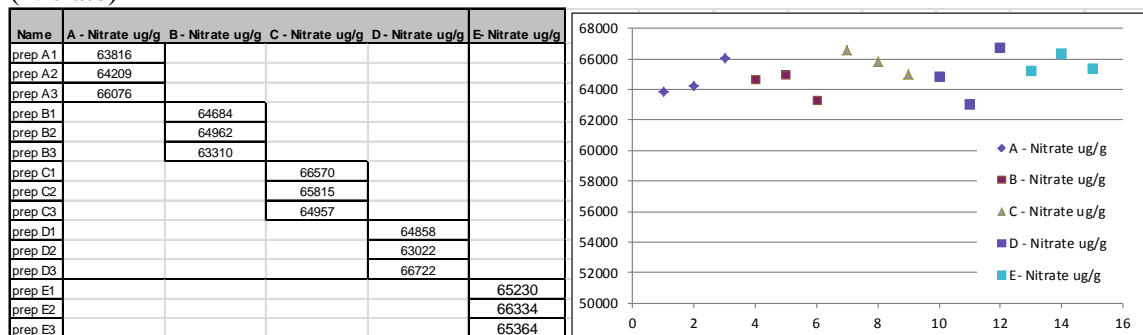 Name A - Nitrate ug/g B - Nitrate ug/g C - Nitrate ug/g D - Nitrate ug/g E- Nitrate ug/g
prep A1 63816
prep A2 64209
prep A3 66076
prep B1 64684
prep B2 64962
prep B3 63310
prep C1 66570
prep C2 65815
prep C3 64957
prep D1 64858
prep D2 63022
prep D3 66722
prep E1 65230
prep E2 66334
prep E3 65364
68000
66000
64000
62000
60000
58000
56000
54000
52000
50000
0 2 4 6 8 10 12 14 16
A - Nitrate ug/g
B - Nitrate ug/g
C - Nitrate ug/g
D - Nitrate ug/g
E- Nitrate ug/g